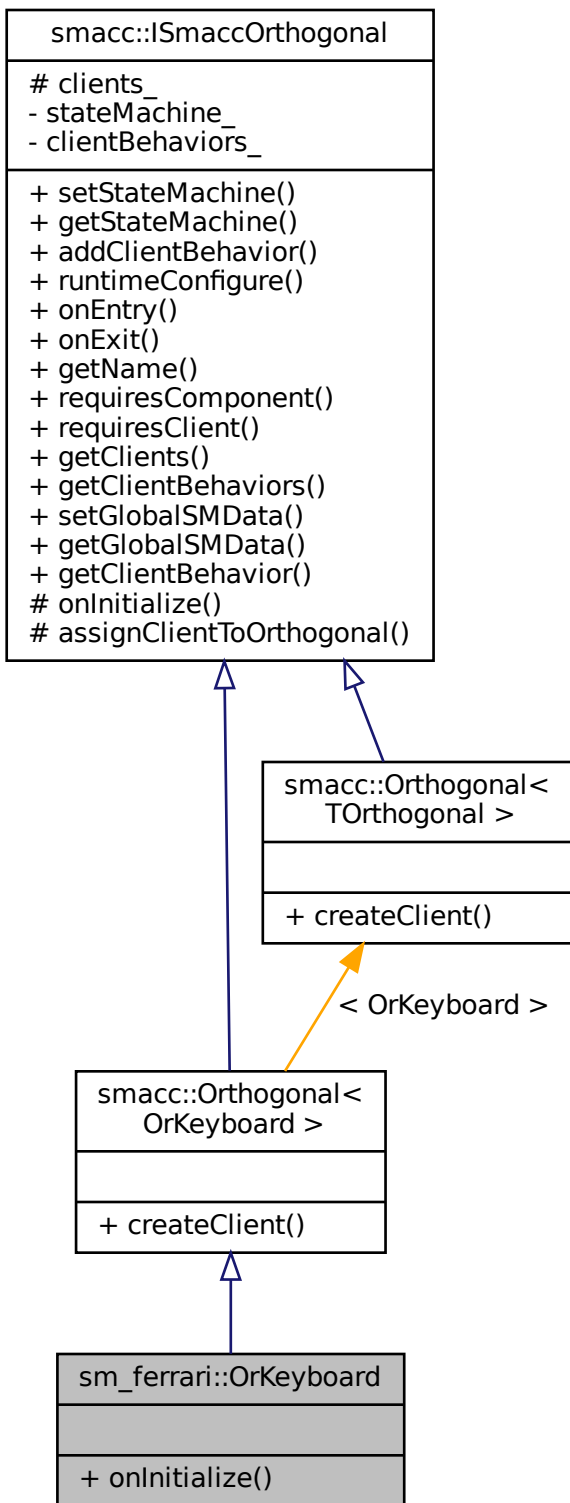 smacc::ISmaccOrthogonal
# clients_
- stateMachine_
- clientBehaviors_
+ setStateMachine()
+ getStateMachine()
+ addClientBehavior()
+ runtimeConfigure()
+ onEntry()
+ onExit()
+ getName()
+ requiresComponent()
+ requiresClient()
+ getClients()
+ getClientBehaviors()
+ setGlobalSMData()
+ getGlobalSMData()
+ getClientBehavior()
# onInitialize()
# assignClientToOrthogonal()
smacc::Orthogonal<
TOrthogonal >
+ createClient()
< OrKeyboard >
smacc::Orthogonal<
OrKeyboard >
+ createClient()
sm_ferrari::OrKeyboard
+ onInitialize()